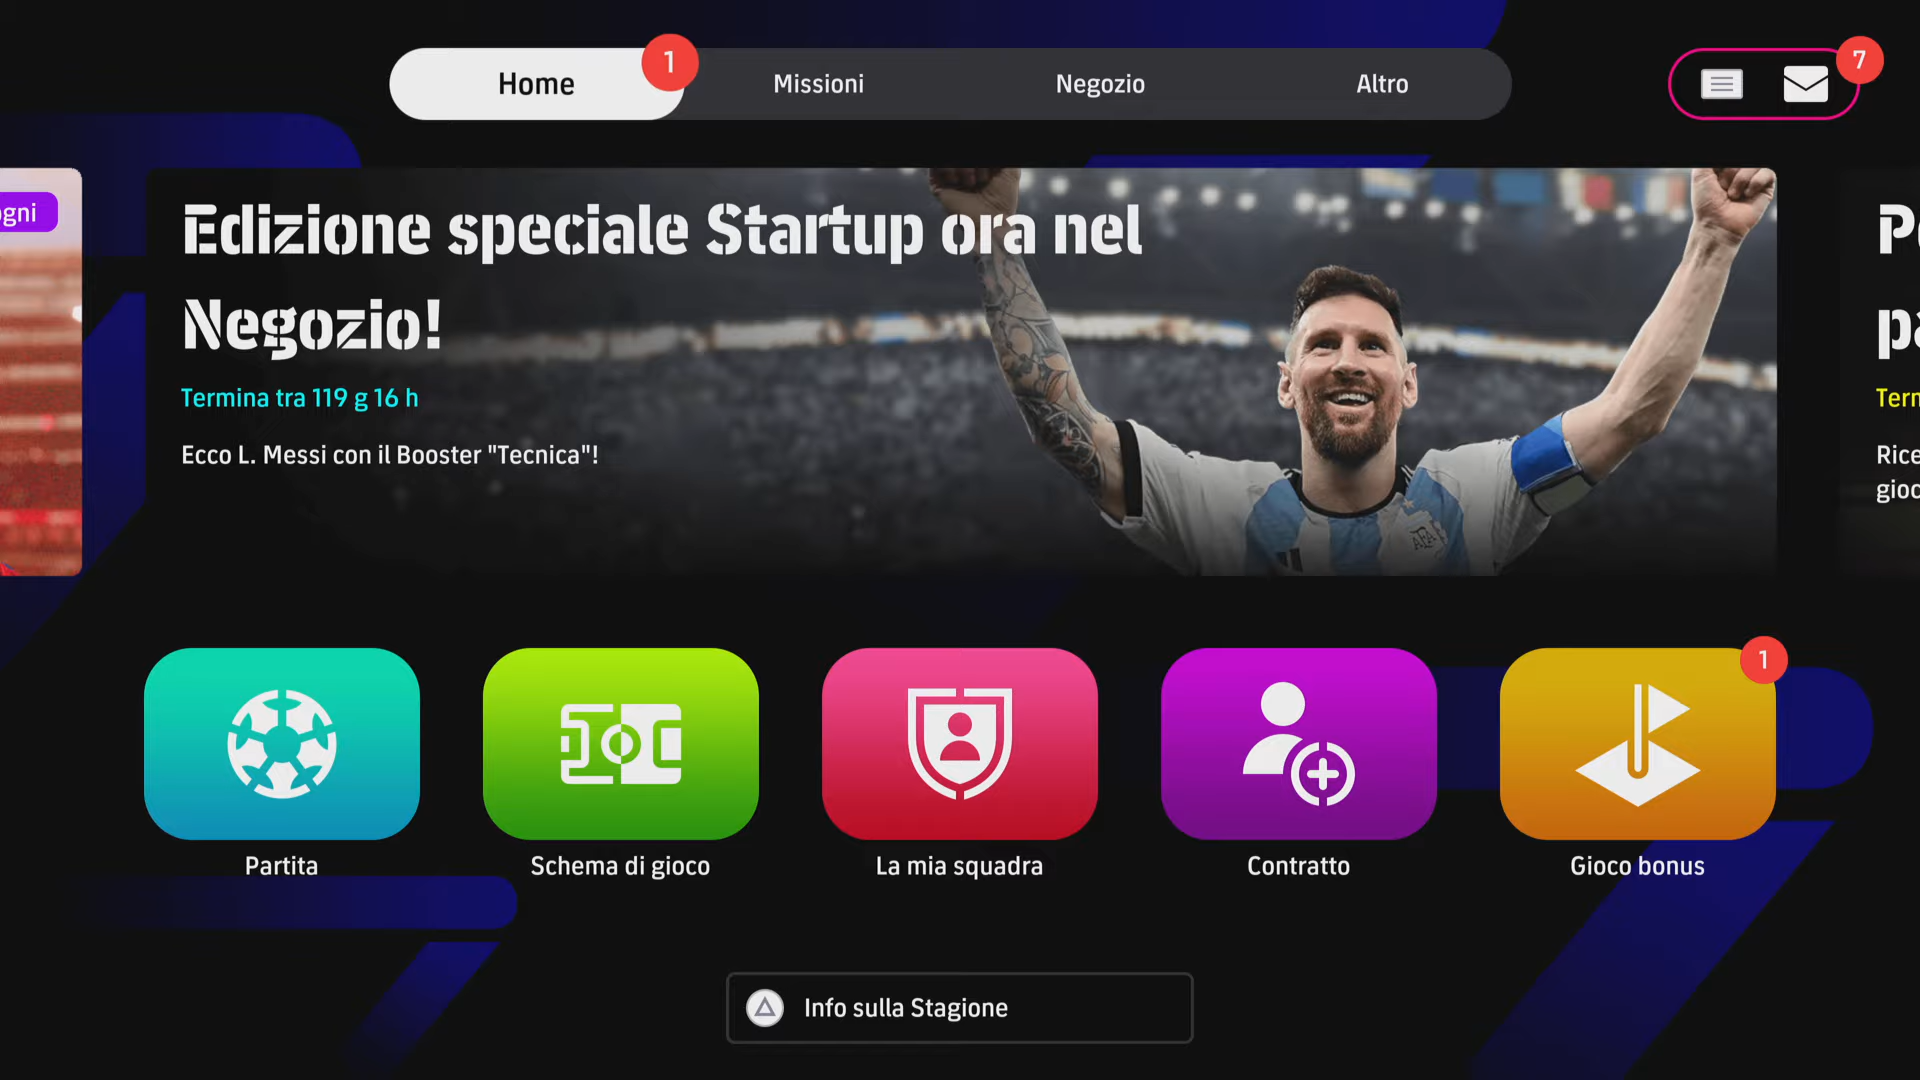 Home
1
Missioni
Negozio
Altro
7
Edizione speciale Startup ora nel
Negozio!
Termina tra 119 g 16 h
Ecco L. Messi con il Booster "Tecnica"!
AFA
Partita
Schema di gioco
La mia squadra
Contratto
Gioco bonus
1
Info sulla Stagione